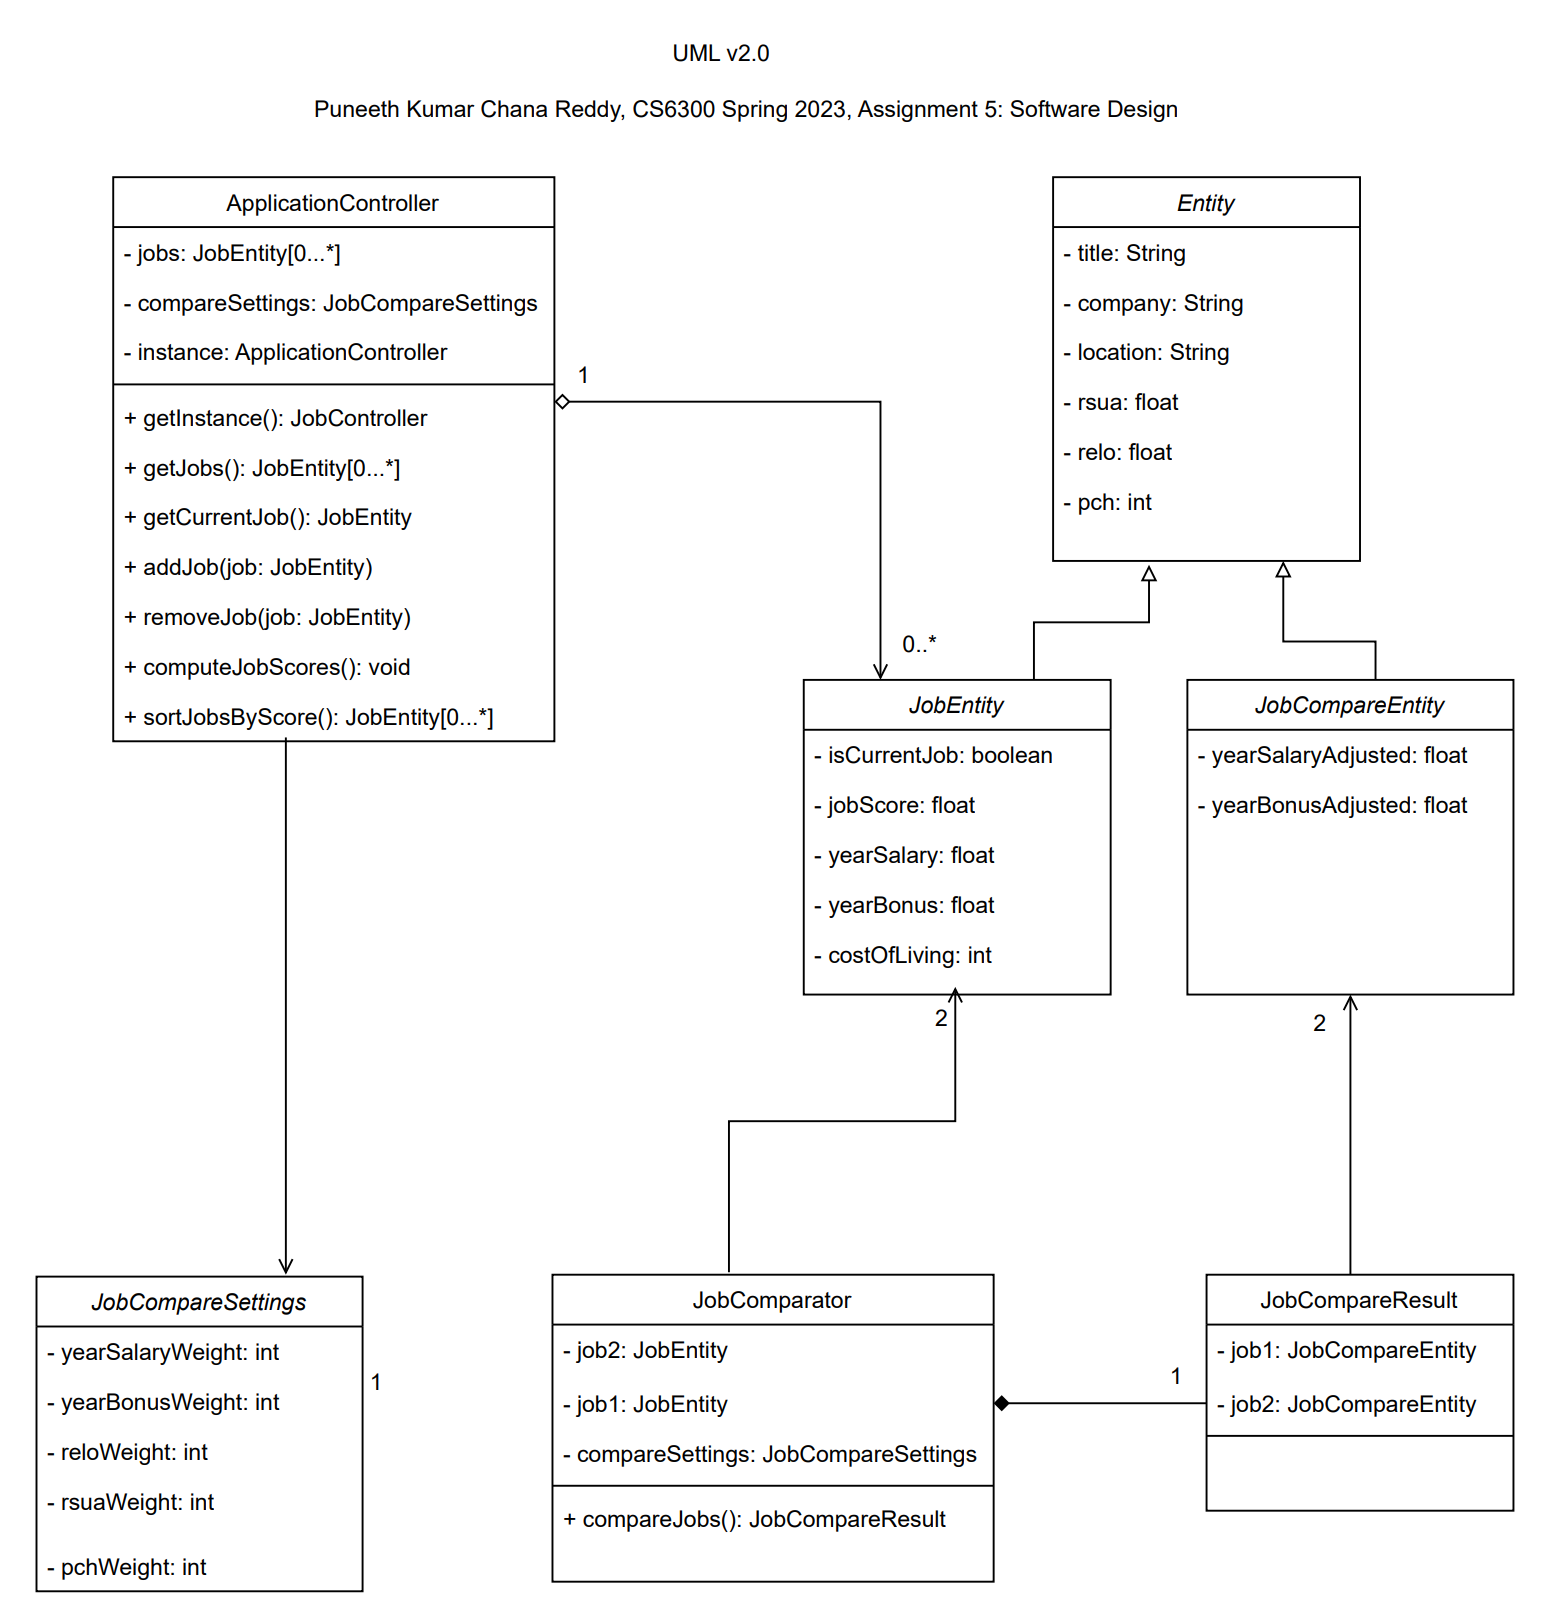 UML v2.0
Puneeth Kumar Chana Reddy, CS6300 Spring 2023, Assignment 5: Software Design
ApplicationController
- jobs: JobEntity[0...*]
- compareSettings: JobCompareSettings
- instance: ApplicationController
+ getInstance(): JobController
+ getJobs(): JobEntity[0...*]
+ getCurrentJob(): JobEntity
+ addJob(job: JobEntity)
+ removeJob(job: JobEntity)
+ computeJobScores(): void
+ sortJobsByScore(): JobEntity[0...*]
1
0..*
Entity
- title: String
- company: String
- location: String
- rsua: float
- relo: float
- pch: int
JobEntity
- isCurrentJob: boolean
- jobScore: float
- yearSalary: float
- yearBonus: float
- costOfLiving: int
2
JobCompareEntity
- yearSalaryAdjusted: float
- yearBonusAdjusted: float
2
JobCompareSettings
- yearSalaryWeight: int
- yearBonusWeight: int
- reloWeight: int
- rsuaWeight: int
- pchWeight: int
1
JobComparator
- job2: JobEntity
- job1: JobEntity
- compareSettings: JobCompareSettings
+ compareJobs(): JobCompareResult
1
JobCompareResult
- job1: JobCompareEntity
- job2: JobCompareEntity